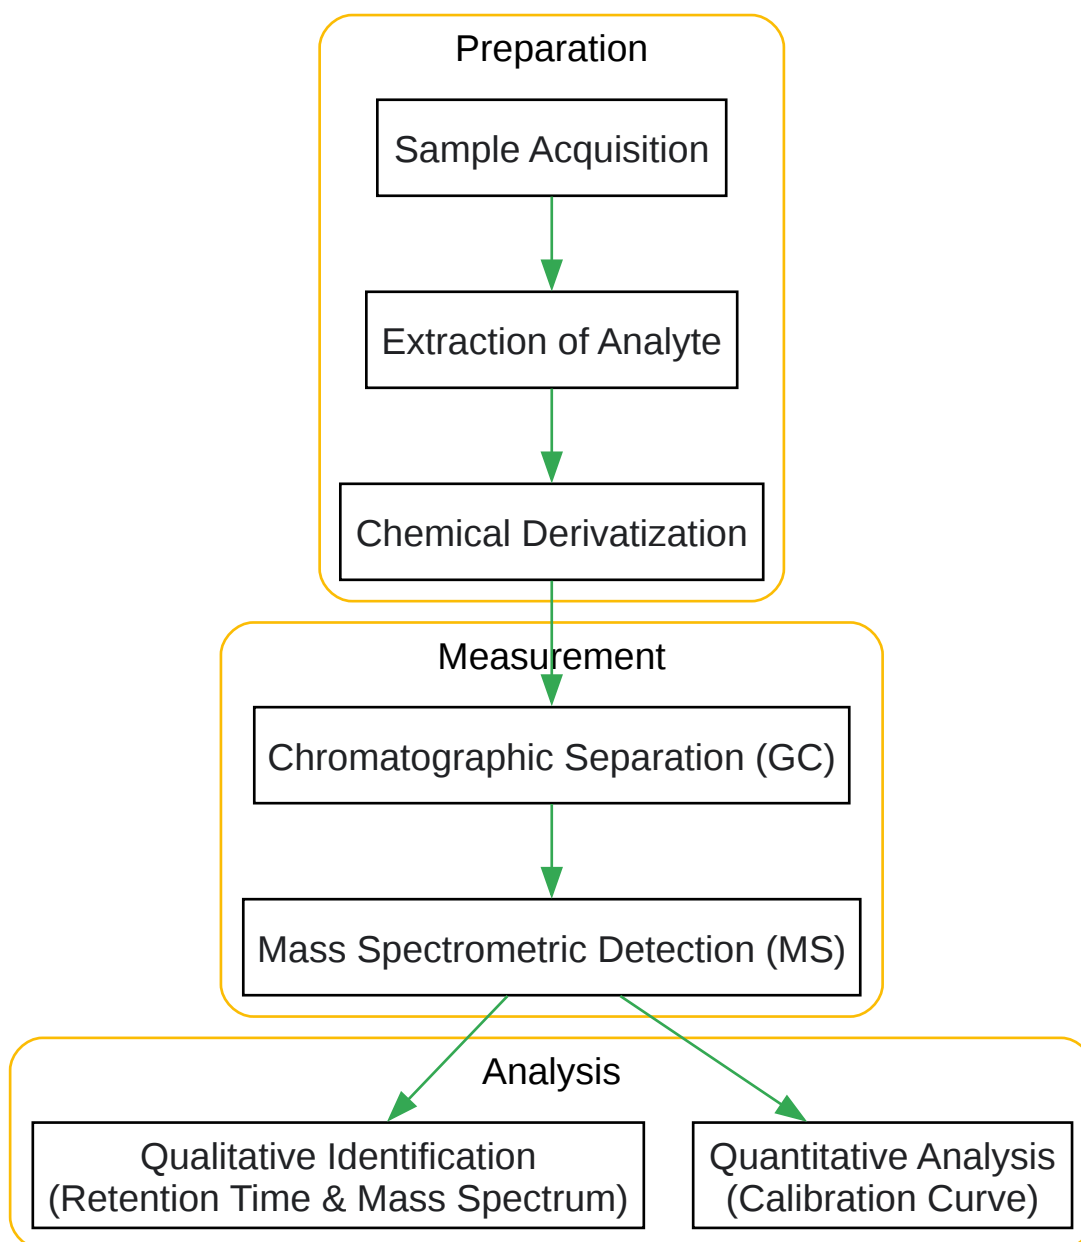 Preparation
Sample Acquisition
Extraction of Analyte
Chemical Derivatization
Measurement
Chromatographic Separation (GC)
Mass Spectrometric Detection (MS)
Analysis
Qualitative Identification
(Retention Time & Mass Spectrum)
Quantitative Analysis
(Calibration Curve)